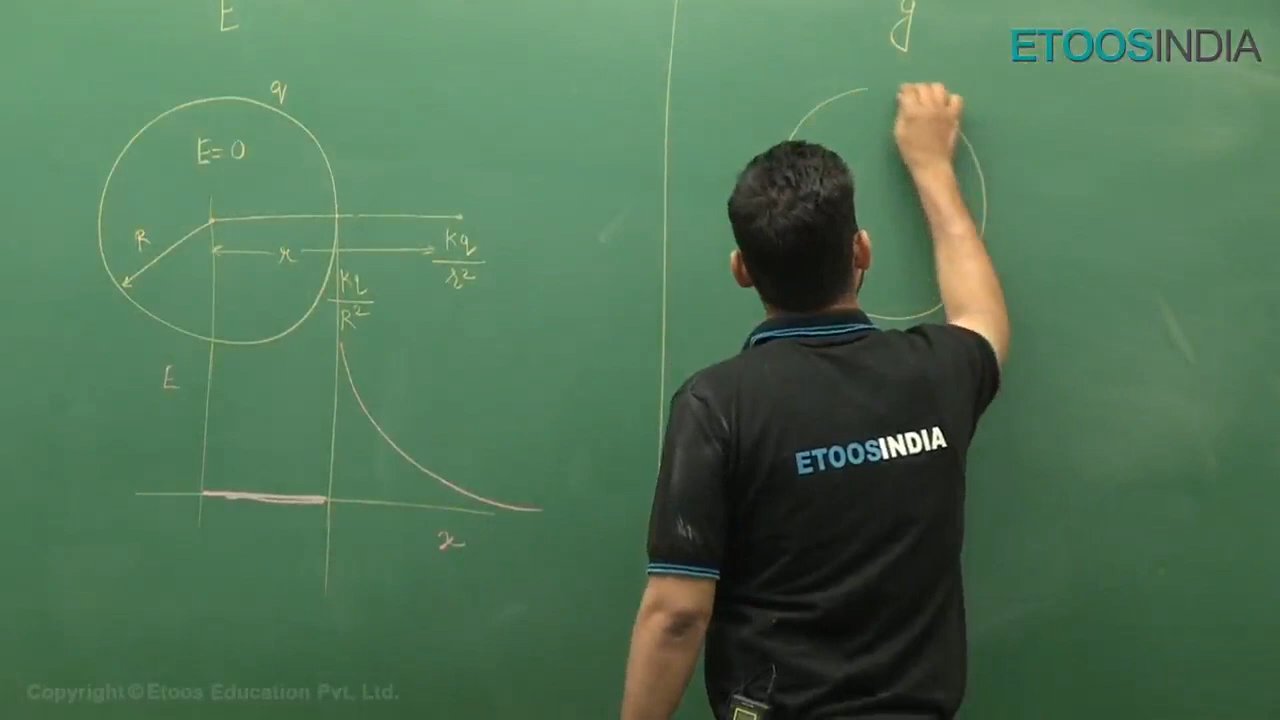 E
g
ETOOSINDIA
q
E=0
R
r
Kq
r²
Kq
R²
E
x
ETOOSINDIA
Copyright © Etoos Education Pvt. Ltd.